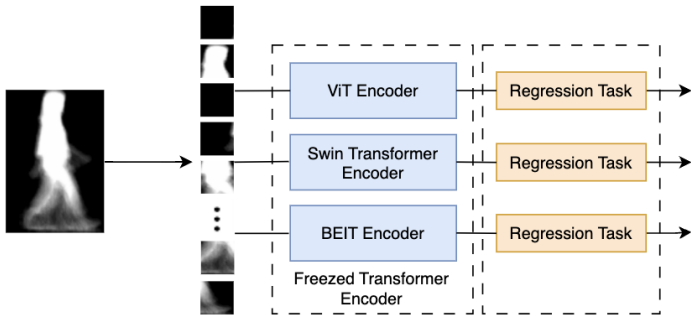 ViT Encoder
Regression Task
Swin Transformer
Encoder
Regression Task
BEIT Encoder
Regression Task
Freezed Transformer
Encoder